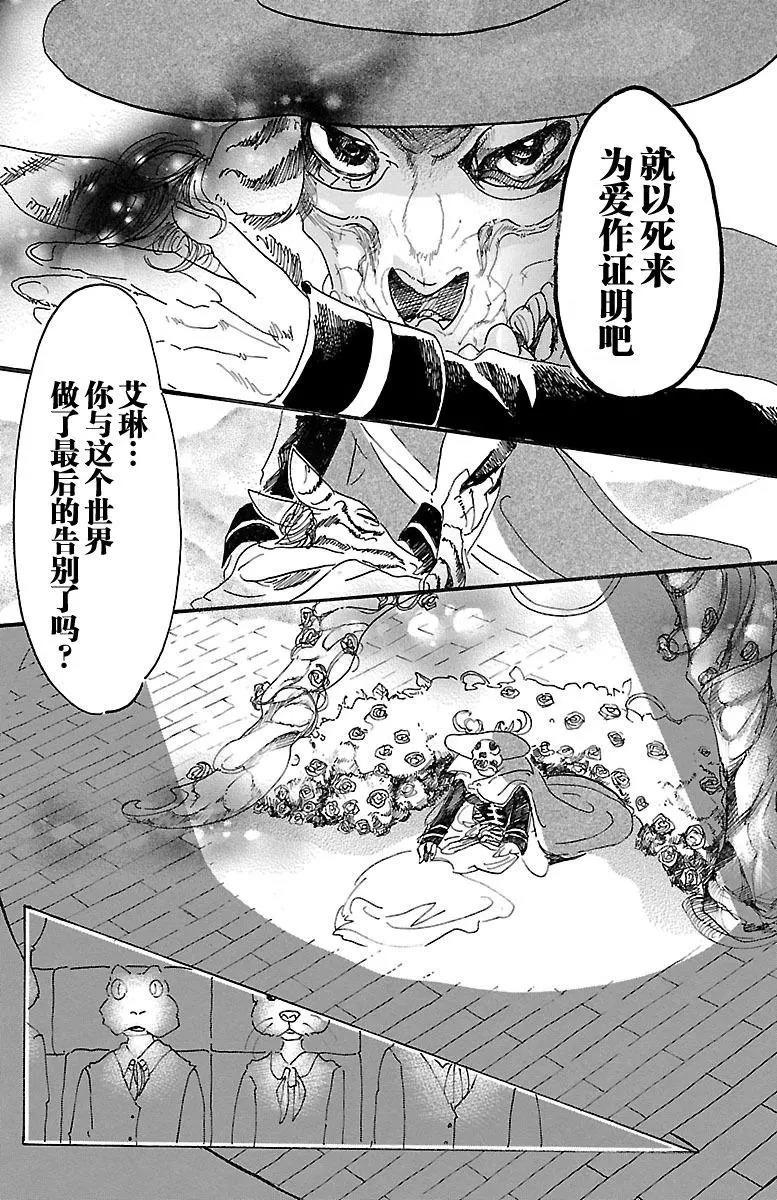 就以死来
为爱作证明吧
艾琳…
你与这个世界
做了最后的告别了吗？